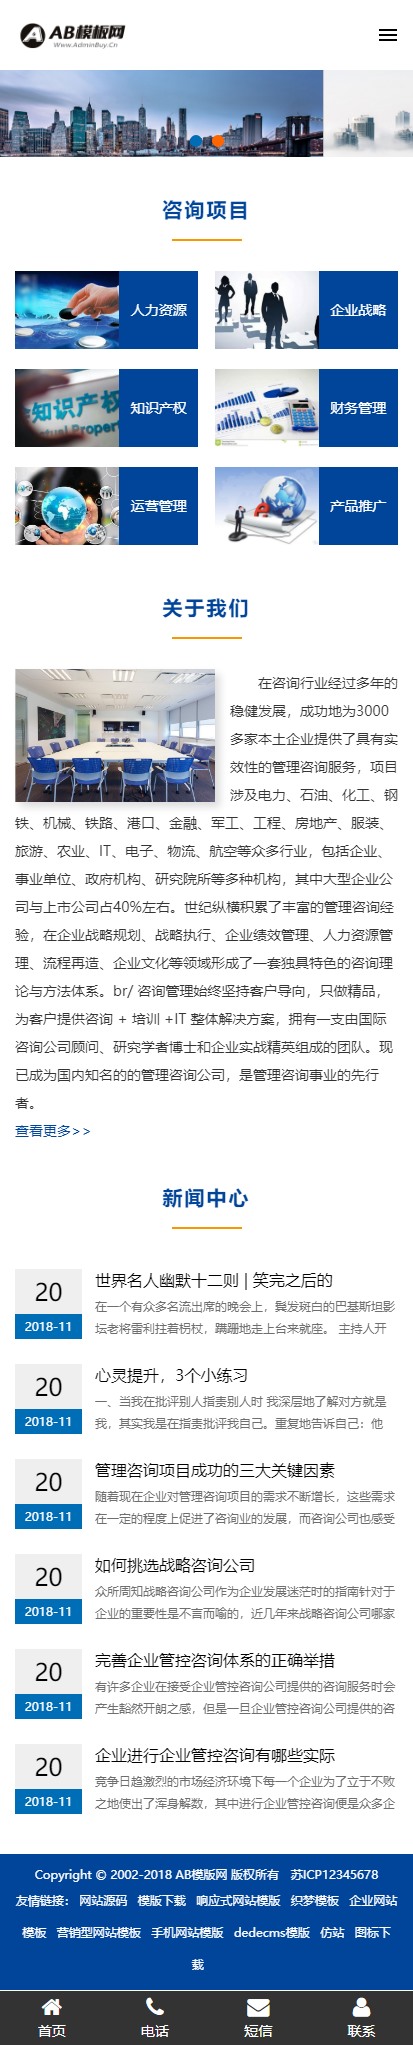 AB模板网
Www.AdminBuy.Cn
咨询项目
人力资源
企业战略
知识产权
知识产权
财务管理
运营管理
产品推广
关于我们
在咨询行业经过多年的
稳健发展，成功地为3000
多家本土企业提供了具有实
效性的管理咨询服务，项目
涉及电力、石油、化工、钢
铁、机械、铁路、港口、金融、军工、工程、房地产、服装、
旅游、农业、IT、电子、物流、航空等众多行业，包括企业、
事业单位、政府机构、研究院所等多种机构，其中大型企业公
司与上市公司占40%左右。世纪纵横积累了丰富的管理咨询经
验，在企业战略规划、战略执行、企业绩效管理、人力资源管
理、流程再造、企业文化等领域形成了一套独具特色的咨询理
论与方法体系。br/ 咨询管理始终坚持客户导向，只做精品，
为客户提供咨询 + 培训 +IT 整体解决方案，拥有一支由国际
咨询公司顾问、研究学者博士和企业实战精英组成的团队。现
已成为国内知名的的管理咨询公司，是管理咨询事业的先行
者。
查看更多>>
新闻中心
20
2018-11
世界名人幽默十二则 | 笑完之后的
在一个有众多名流出席的晚会上，鬓发斑白的巴基斯坦影
坛老将雷利拄着枴杖，蹒跚地走上台来就座。 主持人开
20
2018-11
心灵提升，3个小练习
一、当我在批评别人指责别人时 我深层地了解对方就是
我，其实我是在指责批评我自己。重复地告诉自己：他
20
2018-11
管理咨询项目成功的三大关键因素
随着现在企业对管理咨询项目的需求不断增长，这些需求
在一定的程度上促进了咨询业的发展，而咨询公司也感受
20
2018-11
如何挑选战略咨询公司
众所周知战略咨询公司作为企业发展迷茫时的指南针对于
企业的重要性是不言而喻的，近几年来战略咨询公司哪家
20
2018-11
完善企业管控咨询体系的正确举措
有许多企业在接受企业管控咨询公司提供的咨询服务时会
产生豁然开朗之感，但是一旦企业管控咨询公司提供的咨
20
2018-11
企业进行企业管控咨询有哪些实际
竞争日趋激烈的市场经济环境下每一个企业为了立于不败
之地使出了浑身解数，其中进行企业管控咨询便是众多企
Copyright © 2002-2018 AB模版网 版权所有 苏ICP12345678
友情链接： 网站源码 模版下载 响应式网站模版 织梦模板 企业网站
模板 营销型网站模板 手机网站模版 dedecms模版 仿站 图标下
载
首页
电话
短信
联系